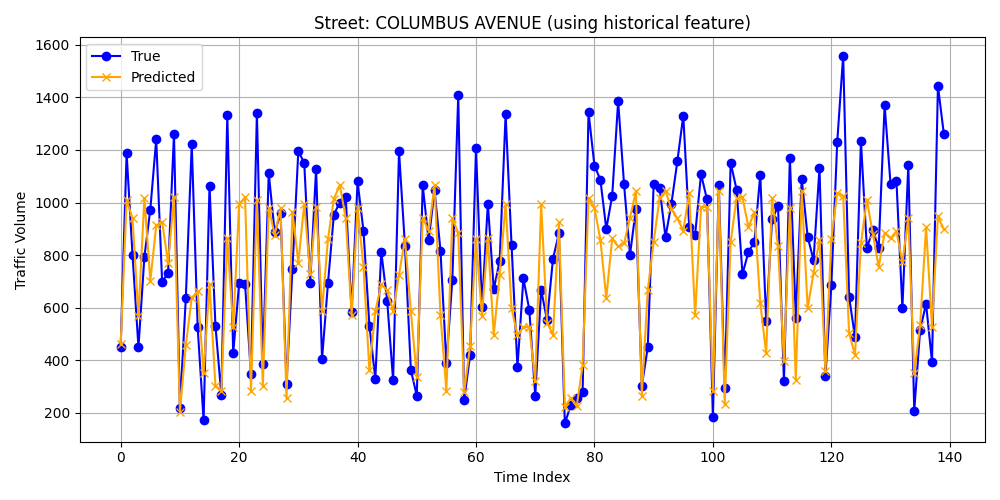 Street: COLUMBUS AVENUE (using historical feature)
True
Predicted
Traffic Volume
1600
1400
1200
1000
800
600
400
200
0 20 40 60 80 100 120 140
Time Index